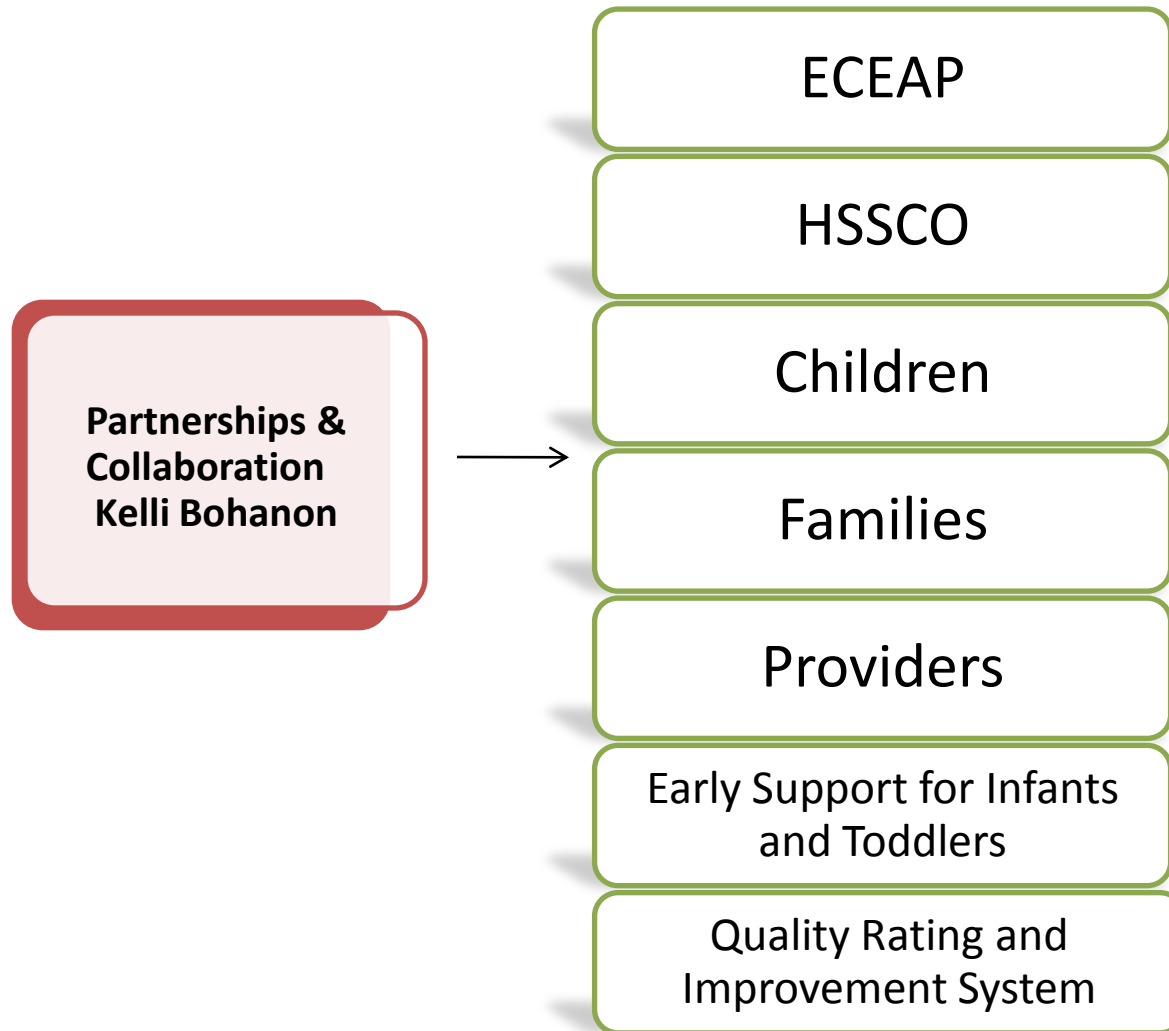 Partnerships &
Collaboration
Kelli Bohanon
ECEAP
HSSCO
Children
Families
Providers
Early Support for Infants
and Toddlers
Quality Rating and
Improvement System